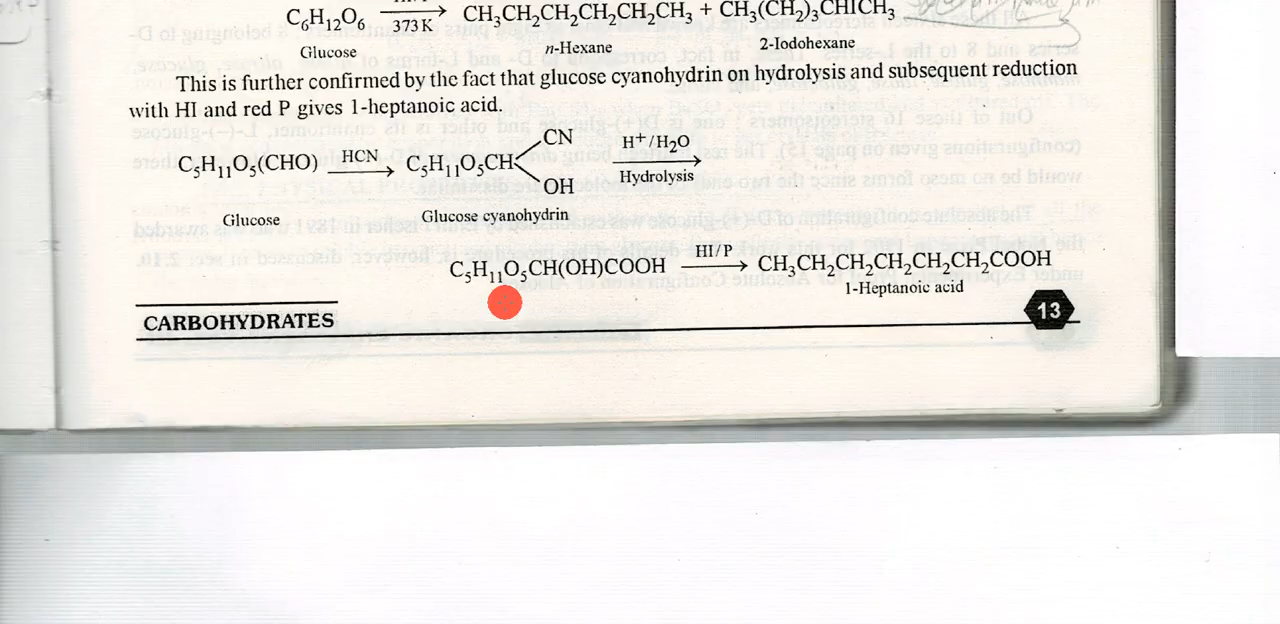 C₆H₁₂O₆ 373K → CH₃CH₂CH₂CH₂CH₂CH₃ + CH₃(CH₂)₃CHICH₃
Glucose n-Hexane 2-Iodohexane
This is further confirmed by the fact that glucose cyanohydrin on hydrolysis and subsequent reduction
with HI and red P gives 1-heptanoic acid.
CN
C₅H₁₁O₅(CHO) HCN → C₅H₁₁O₅CH H⁺/H₂O → Hydrolysis
OH
Glucose Glucose cyanohydrin
C₅H₁₁O₅CH(OH)COOH HI/P → CH₃CH₂CH₂CH₂CH₂CH₂COOH
1-Heptanoic acid
CARBOHYDRATES 13